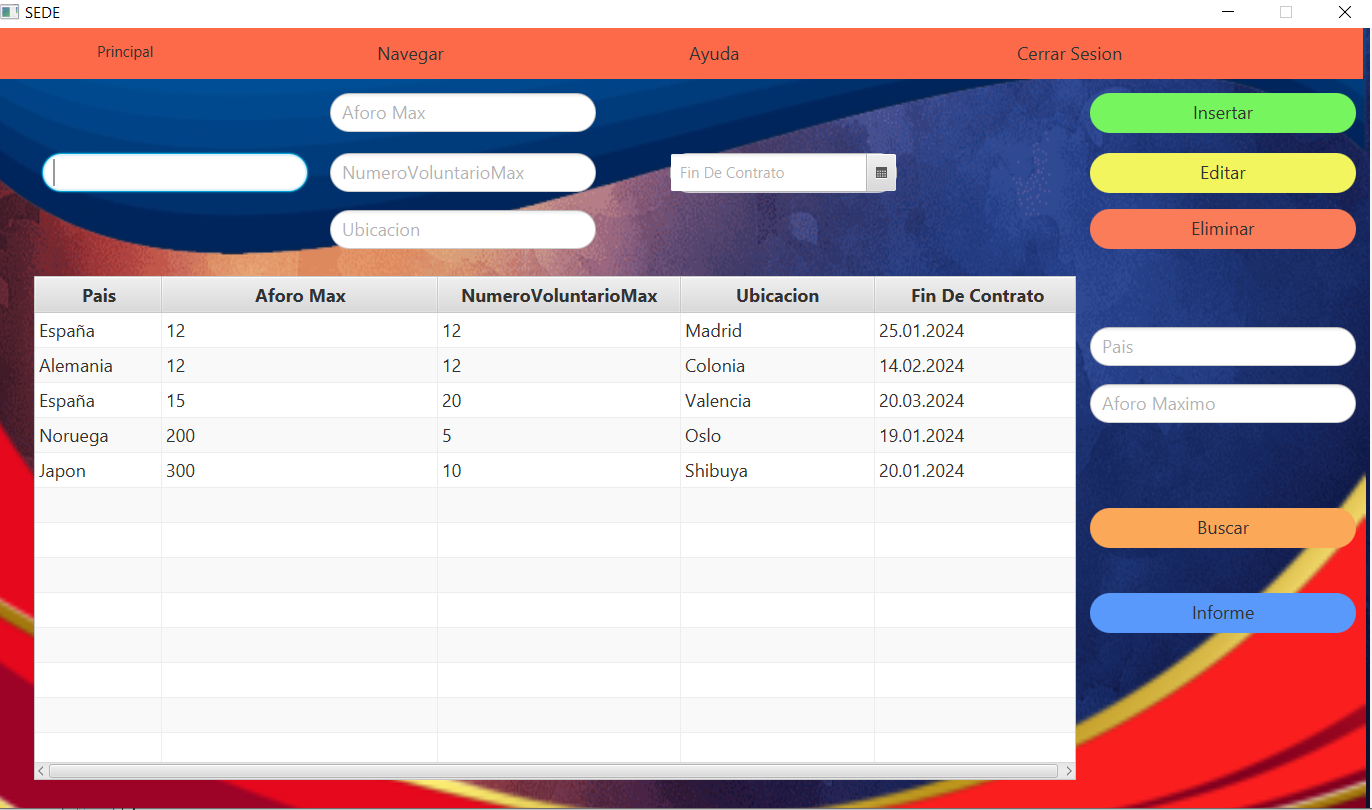 SEDE
Principal Navegar Ayuda Cerrar Sesion
Aforo Max Insertar
NumeroVoluntarioMax Fin De Contrato Editar
Ubicacion Eliminar
Pais Aforo Max NumeroVoluntarioMax Ubicacion Fin De Contrato
España 12 12 Madrid 25.01.2024
Alemania 12 12 Colonia 14.02.2024
España 15 20 Valencia 20.03.2024
Noruega 200 5 Oslo 19.01.2024
Japon 300 10 Shibuya 20.01.2024
Pais
Aforo Maximo
Buscar
Informe